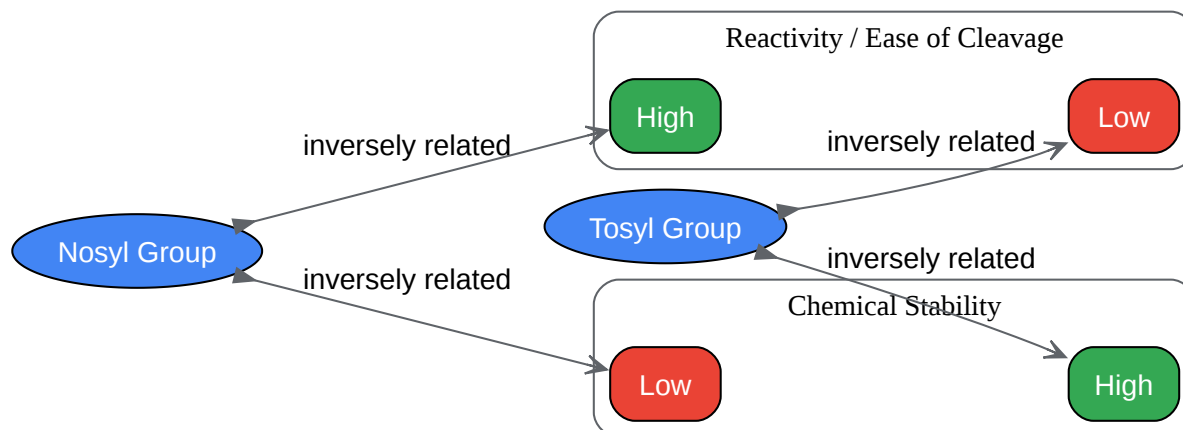 Reactivity / Ease of Cleavage
High
Low
inversely related
inversely related
Nosyl Group
Tosyl Group
inversely related
inversely related
Chemical Stability
Low
High